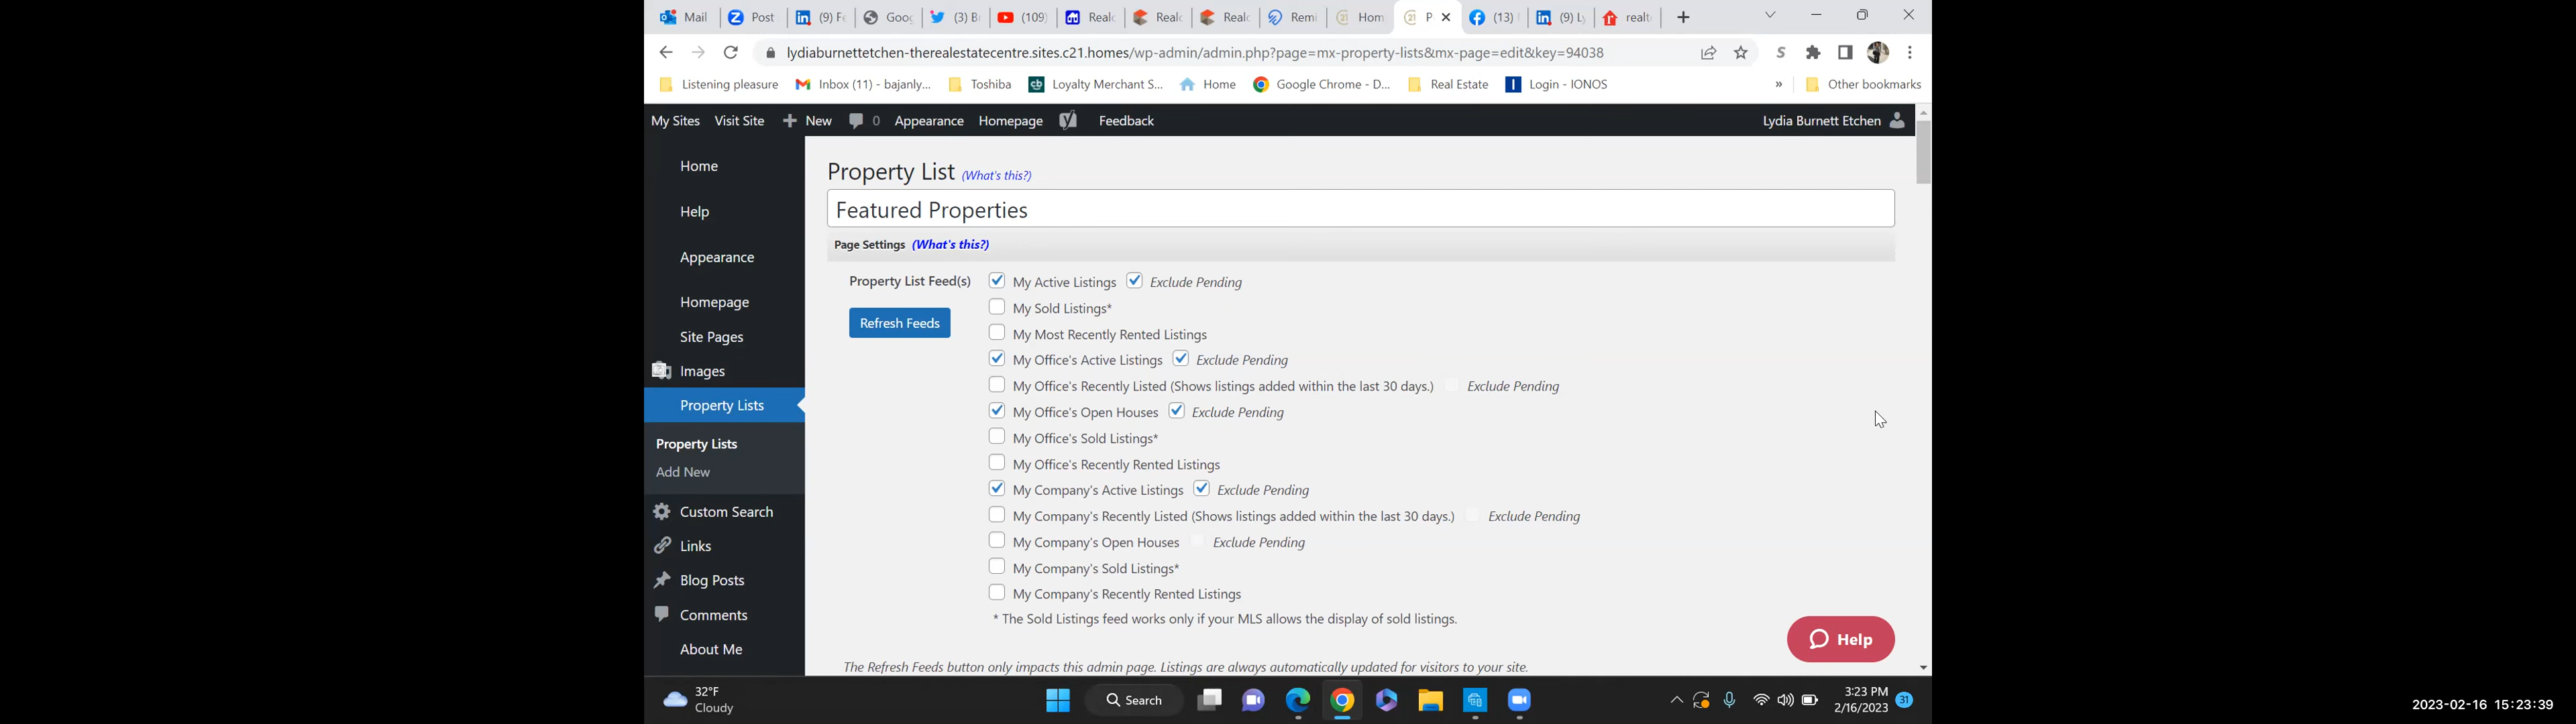 Mail Post (9) Fe Goog (3) B (109) Realo Realo Realo Remi Hom P (13) (9) Ly realt
lydiaburnettetchen-therealestatecentre.sites.c21.homes/wp-admin/admin.php?page=mx-property-lists&mx-page=edit&key=94038
Listening pleasure Inbox (11) - bajanly... Toshiba Loyalty Merchant S... Home Google Chrome - D... Real Estate Login - IONOS » Other bookmarks
My Sites Visit Site New 0 Appearance Homepage Feedback Lydia Burnett Etchen
Home
Help
Appearance
Homepage
Site Pages
Images
Property Lists
Property Lists
Add New
Custom Search
Links
Blog Posts
Comments
About Me
Property List (What's this?)
Featured Properties
Page Settings (What's this?)
Property List Feed(s)
Refresh Feeds
My Active Listings Exclude Pending
My Sold Listings*
My Most Recently Rented Listings
My Office's Active Listings Exclude Pending
My Office's Recently Listed (Shows listings added within the last 30 days.) Exclude Pending
My Office's Open Houses Exclude Pending
My Office's Sold Listings*
My Office's Recently Rented Listings
My Company's Active Listings Exclude Pending
My Company's Recently Listed (Shows listings added within the last 30 days.) Exclude Pending
My Company's Open Houses Exclude Pending
My Company's Sold Listings*
My Company's Recently Rented Listings
* The Sold Listings feed works only if your MLS allows the display of sold listings.
The Refresh Feeds button only impacts this admin page. Listings are always automatically updated for visitors to your site.
Help
32°F
Cloudy
Search
3:23 PM
2/16/2023
31
2023-02-16 15:23:39